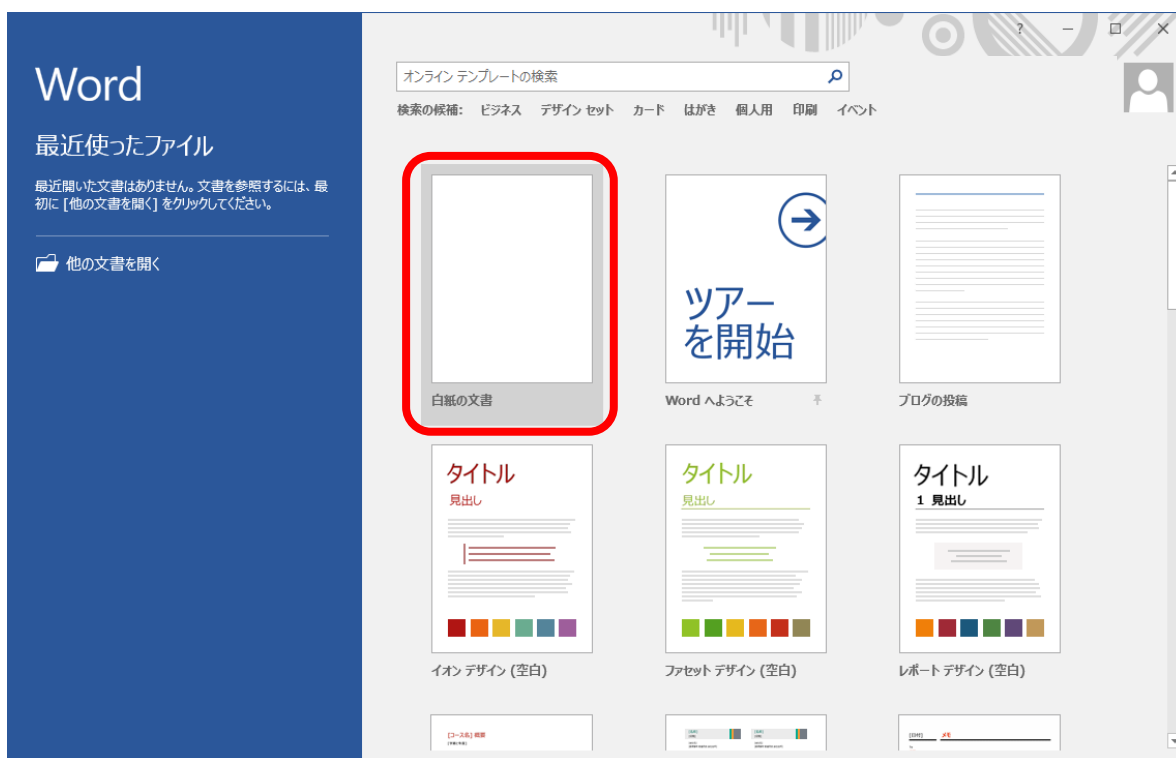 ?
Word
オンライン テンプレートの検索
検索の候補: ビジネス デザイン セット カード はがき 個人用 印刷 イベント
最近使ったファイル
最近開いた文書はありません。文書を参照するには、最
初に [他の文書を開く] をクリックしてください。
他の文書を開く
ツアー
を開始
白紙の文書
Word へようこそ
ブログの投稿
タイトル
見出し
タイトル
見出し
タイトル
1 見出し
イオン デザイン (空白)
ファセット デザイン (空白)
レポート デザイン (空白)
[コース名] 概要
[日付] メモ